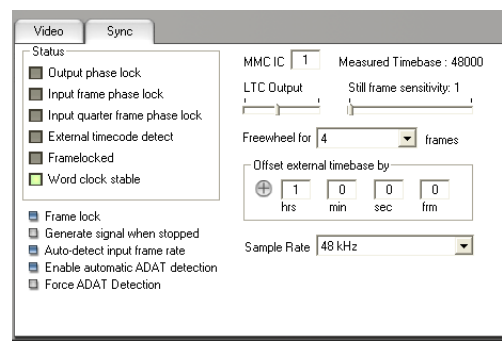 Video Sync
Status
Output phase lock
Input frame phase lock
Input quarter frame phase lock
External timecode detect
Framelocked
Word clock stable
Frame lock
Generate signal when stopped
Auto-detect input frame rate
Enable automatic ADAT detection
Force ADAT Detection
MMC IC 1 Measured Timebase : 48000
LTC Output Still frame sensitivity: 1
Freewheel for 4 frames
Offset external timebase by
1 0 0 0
hrs min sec frm
Sample Rate 48 kHz